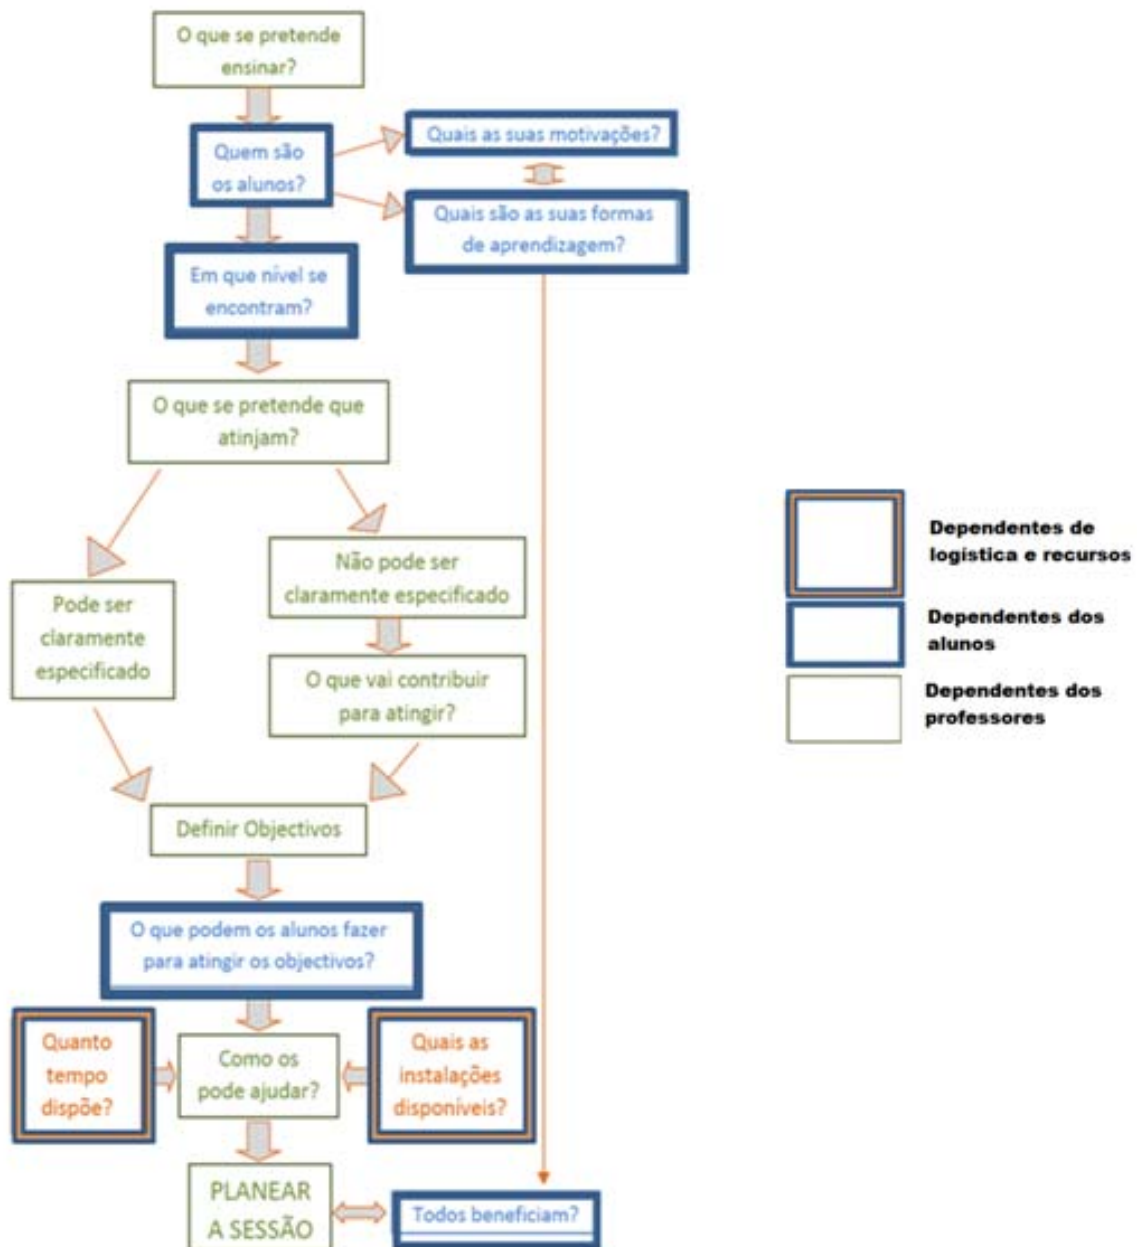 O que se pretende
ensinar?
Quem são
os alunos?
Quais as suas motivações?
Quais são as suas formas
de aprendizagem?
Em que nível se
encontram?
O que se pretende que
atinjam?
Pode ser
claramente
especificado
Não pode ser
claramente especificado
O que vai contribuir
para atingir?
Definir Objectivos
O que podem os alunos fazer
para atingir os objectivos?
Quanto
tempo
dispõe?
Como os
pode ajudar?
Quais as
instalações
disponíveis?
PLANEAR
A SESSÃO
Todos beneficiam?
Dependentes de
logística e recursos
Dependentes dos
alunos
Dependentes dos
professores